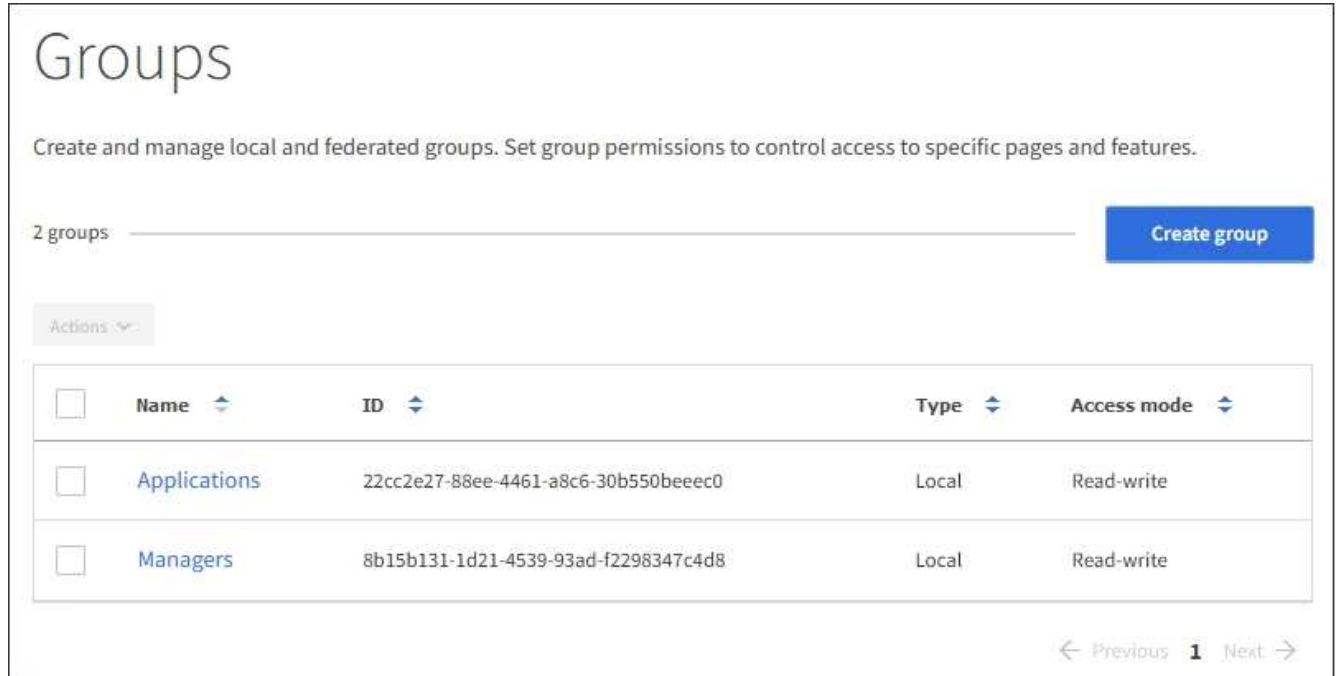 Groups
Create and manage local and federated groups. Set group permissions to control access to specific pages and features.
2 groups
Create group
Actions
Name ID Type Access mode
Applications 22cc2e27-88ee-4461-a8c6-30b550beeec0 Local Read-write
Managers 8b15b131-1d21-4539-93ad-f2298347c4d8 Local Read-write
← Previous 1 Next →